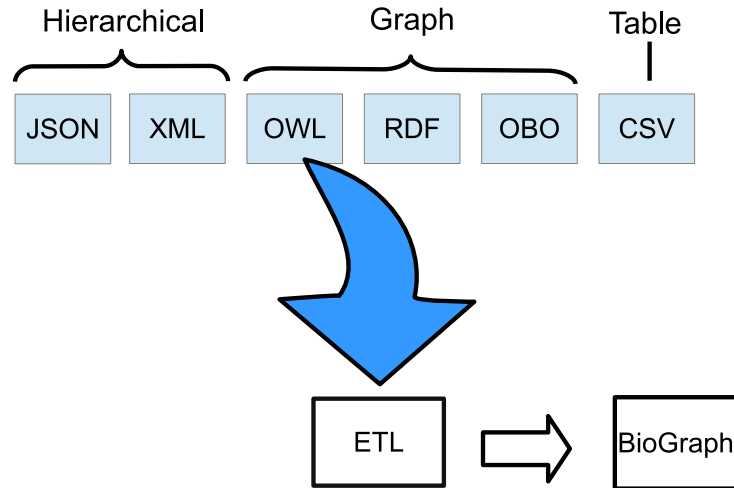 Hierarchical Graph Table
JSON XML OWL RDF OBO CSV
ETL BioGraph